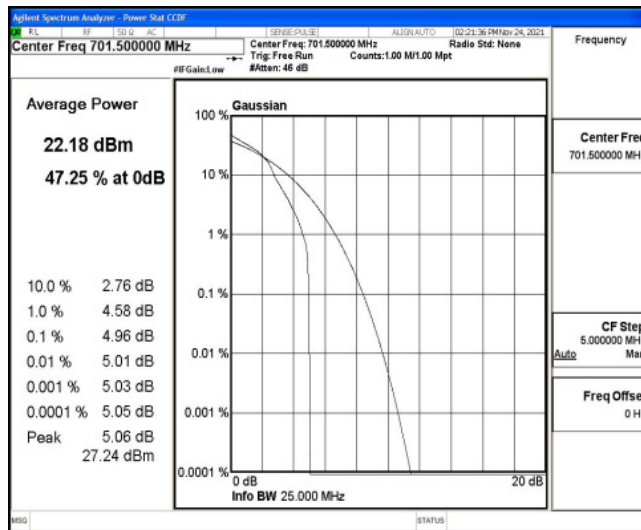 Agilent Spectrum Analyzer - Power Stat CCDF
RL RF 50 Ω AC SENSE:PULSE ALIGN AUTO 02:21:36 PM Nov 24, 2021
Center Freq 701.500000 MHz
Center Freq: 701.500000 MHz Radio Std: None
Trig: Free Run Counts:1.00 M/1.00 Mpt
#IFGain:Low #Atten: 46 dB
Frequency
Average Power
22.18 dBm
47.25 % at 0dB
10.0 % 2.76 dB
1.0 % 4.58 dB
0.1 % 4.96 dB
0.01 % 5.01 dB
0.001 % 5.03 dB
0.0001 % 5.05 dB
Peak 5.06 dB
27.24 dBm
Gaussian
100 %
10 %
1 %
0.1 %
0.01 %
0.001 %
0.0001 %
0 dB 20 dB
Info BW 25.000 MHz
Center Freq
701.500000 MH
CF Step
5.000000 MH
Auto Ma
Freq Offse
0 H
MSG STATUS